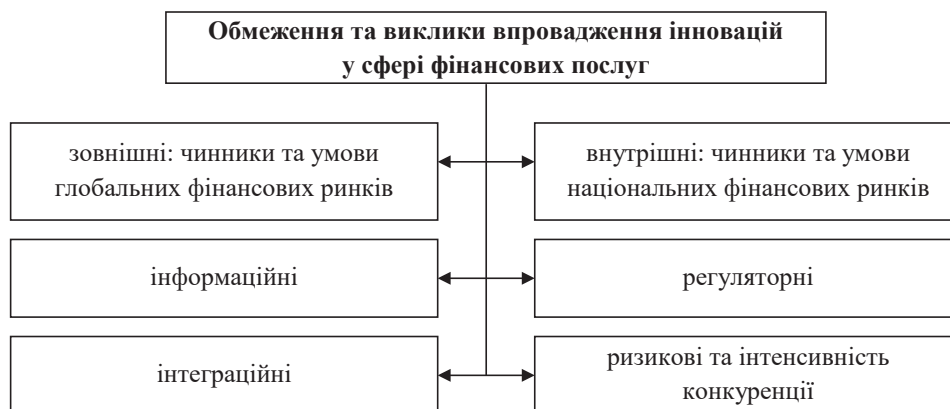 Обмеження та виклики впровадження інновацій
у сфері фінансових послуг
зовнішні: чинники та умови
глобальних фінансових ринків
внутрішні: чинники та умови
національних фінансових ринків
інформаційні
регуляторні
інтеграційні
ризикові та інтенсивність
конкуренції